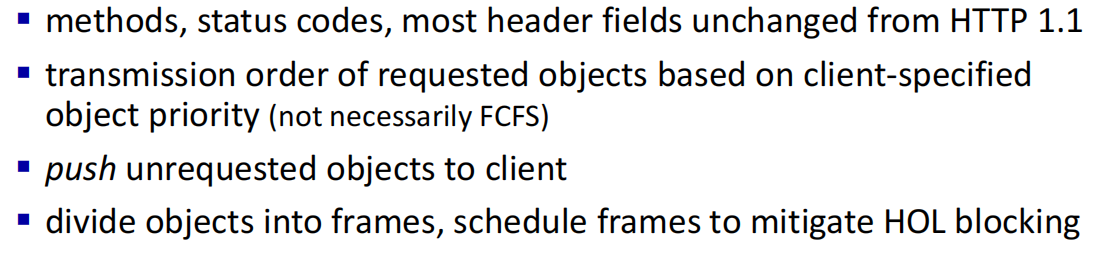 ▪ methods, status codes, most header fields unchanged from HTTP 1.1
▪ transmission order of requested objects based on client-specified
object priority (not necessarily FCFS)
▪ push unrequested objects to client
▪ divide objects into frames, schedule frames to mitigate HOL blocking